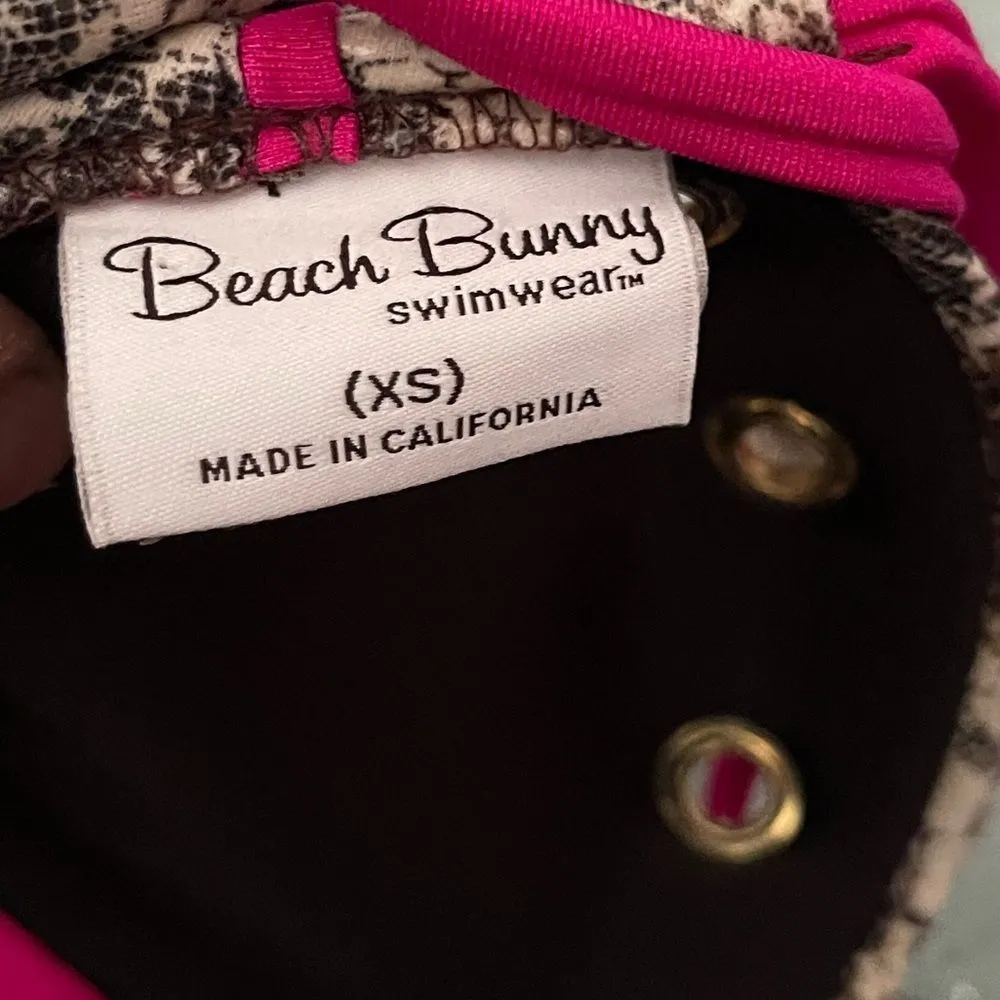 Beach Bunny
swimwear™
(XS)
MADE IN CALIFORNIA